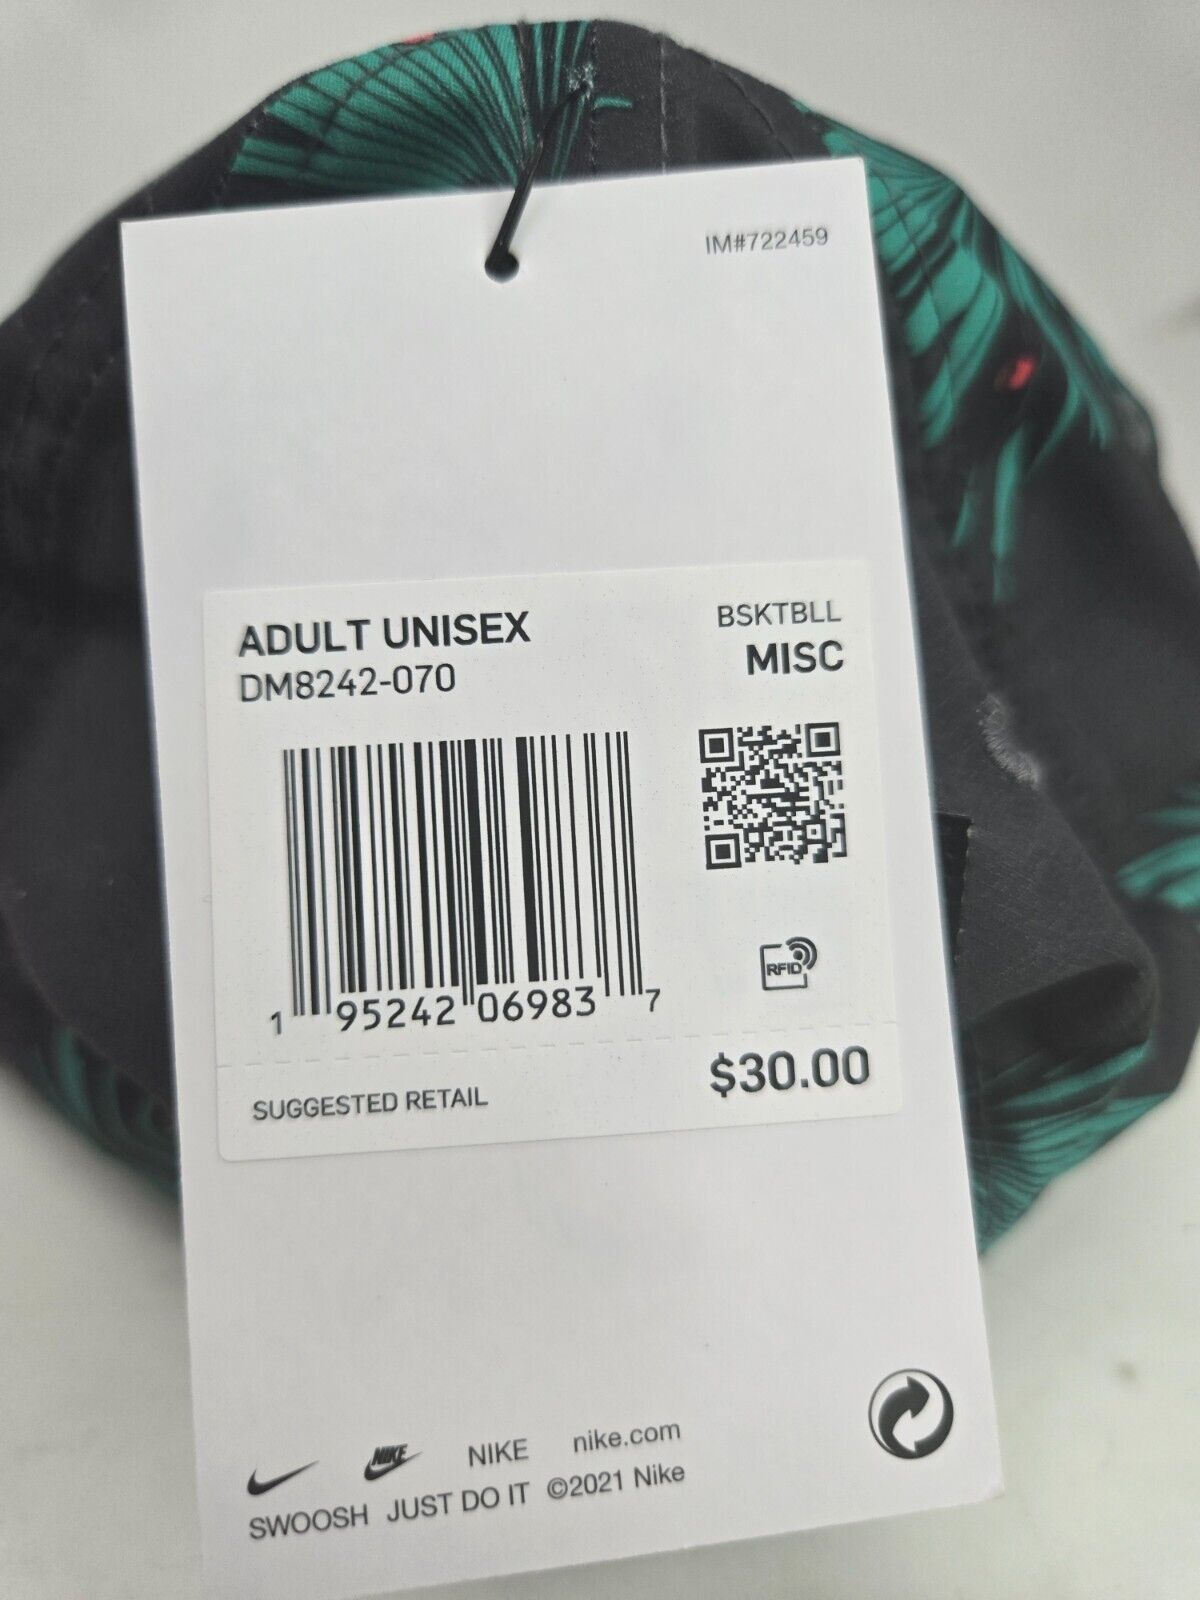 IM#722459
ADULT UNISEX
BSKTBLL
DM8242-070
MISC
RFID
1 95242 06983 7
SUGGESTED RETAIL
$30.00
NIKE NIKE nike.com
SWOOSH JUST DO IT ©2021 Nike